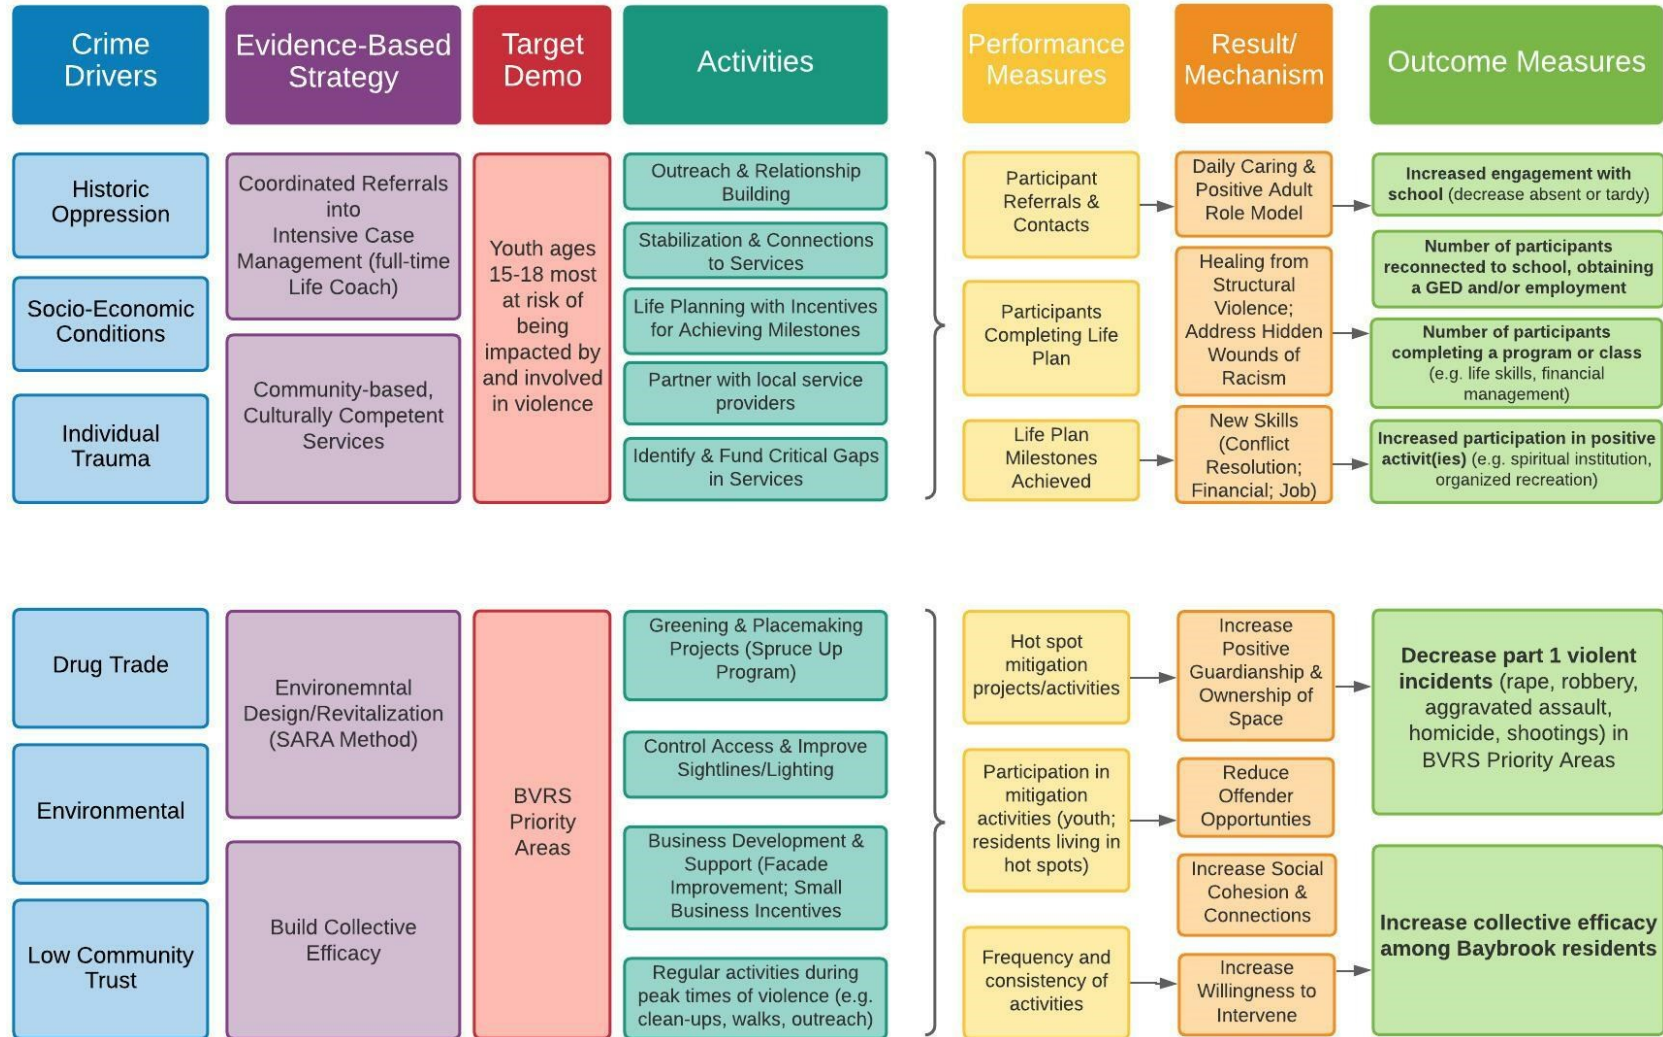 Crime
Drivers
Evidence-Based
Strategy
Target
Demo
Activities
Performance
Measures
Result/
Mechanism
Outcome Measures
Historic
Oppression
Socio-Economic
Conditions
Individual
Trauma
Coordinated Referrals
into
Intensive Case
Management (full-time
Life Coach)
Community-based,
Culturally Competent
Services
Youth ages
15-18 most
at risk of
being
impacted by
and involved
in violence
Outreach & Relationship
Building
Stabilization & Connections
to Services
Life Planning with Incentives
for Achieving Milestones
Partner with local service
providers
Identify & Fund Critical Gaps
in Services
Participant
Referrals &
Contacts
Participants
Completing Life
Plan
Life Plan
Milestones
Achieved
Daily Caring &
Positive Adult
Role Model
Healing from
Structural
Violence;
Address Hidden
Wounds of
Racism
New Skills
(Conflict
Resolution;
Financial; Job)
Increased engagement with
school (decrease absent or tardy)
Number of participants
reconnected to school, obtaining
a GED and/or employment
Number of participants
completing a program or class
(e.g. life skills, financial
management)
Increased participation in positive
activit(ies) (e.g. spiritual institution,
organized recreation)
Drug Trade
Environmental
Low Community
Trust
Environemntal
Design/Revitalization
(SARA Method)
Build Collective
Efficacy
BVRS
Priority
Areas
Greening & Placemaking
Projects (Spruce Up
Program)
Control Access & Improve
Sightlines/Lighting
Business Development &
Support (Facade
Improvement; Small
Business Incentives
Regular activities during
peak times of violence (e.g.
clean-ups, walks, outreach)
Hot spot
mitigation
projects/activities
Participation in
mitigation
activities (youth;
residents living in
hot spots)
Frequency and
consistency of
activities
Increase
Positive
Guardianship &
Ownership of
Space
Reduce
Offender
Opportunties
Increase Social
Cohesion &
Connections
Increase
Willingness to
Intervene
Decrease part 1 violent
incidents (rape, robbery,
aggravated assault,
homicide, shootings) in
BVRS Priority Areas
Increase collective efficacy
among Baybrook residents